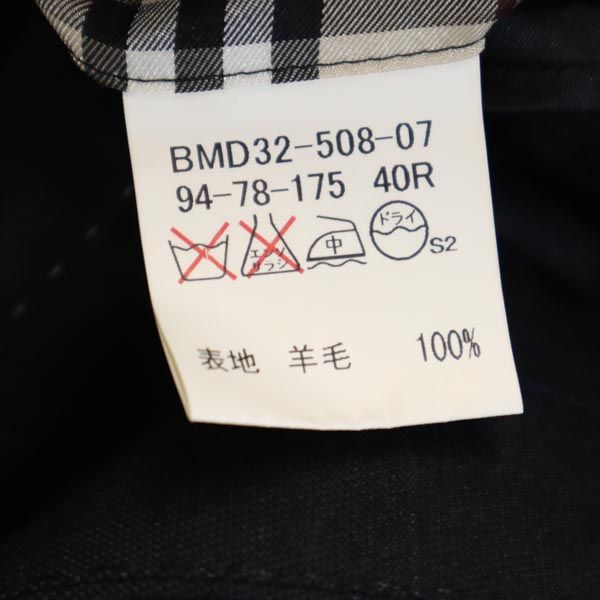 BMD32-508-07
94-78-175 40R
エンソ
サラシ
中
ドライ
S2
表地 羊毛 100%